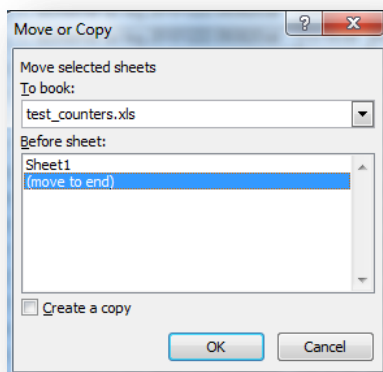 Move or Copy
Move selected sheets
To book:
test_counters.xls
Before sheet:
Sheet1
(move to end)
Create a copy
OK Cancel